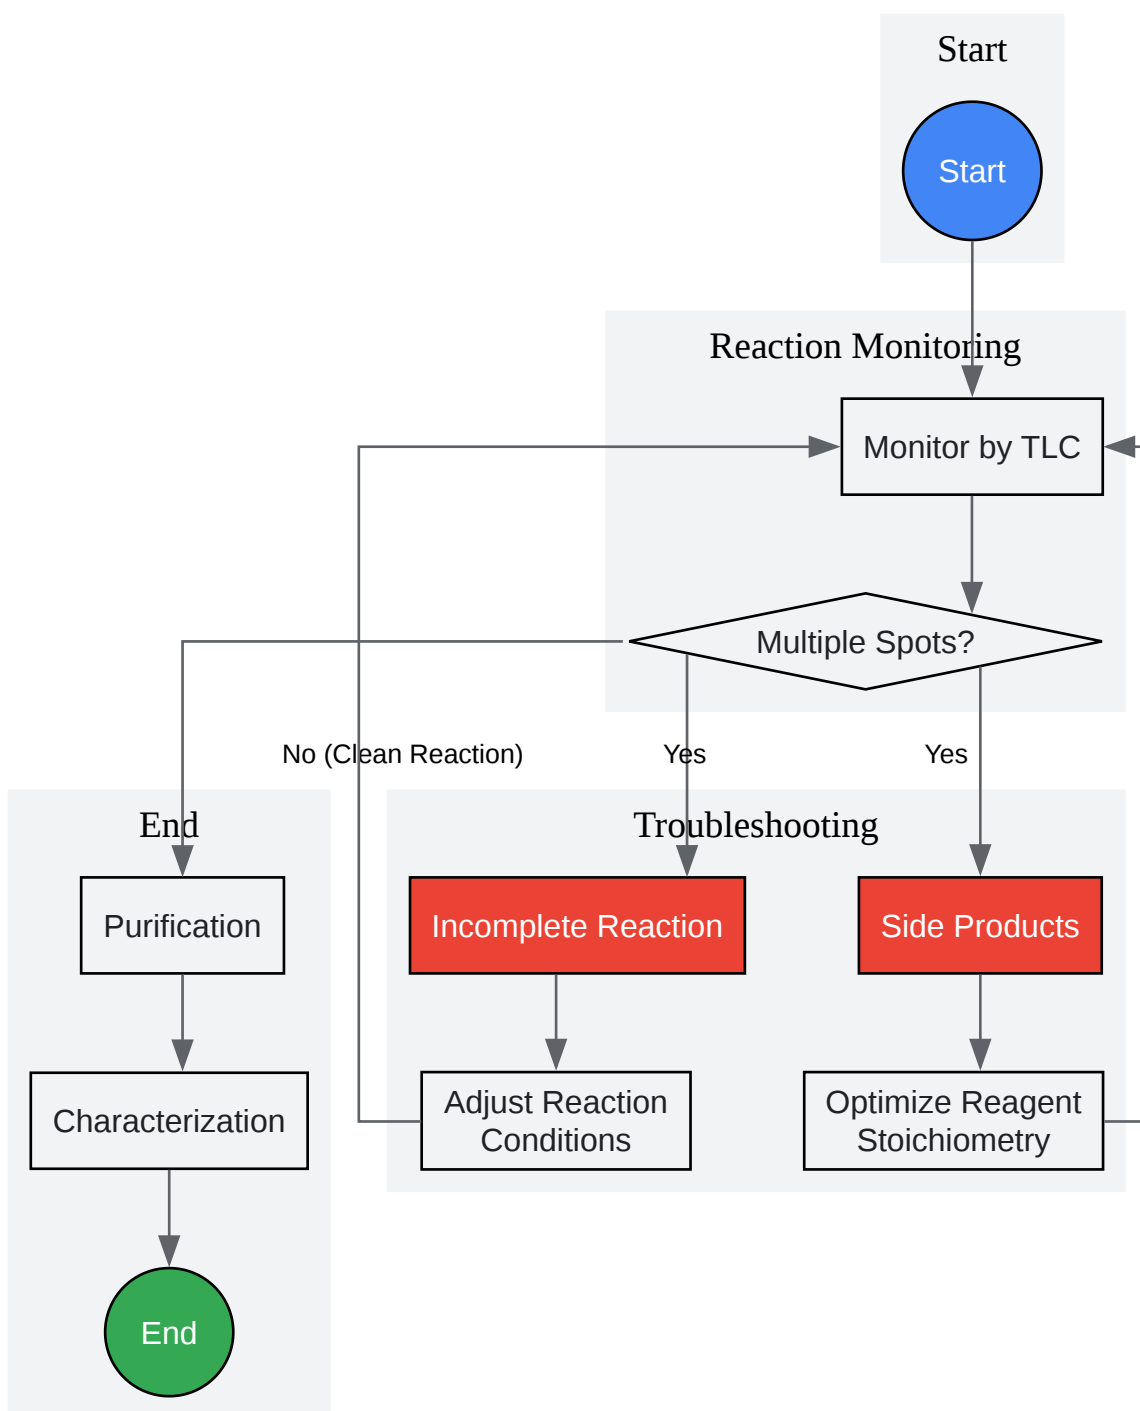 Start
Start
Reaction Monitoring
Monitor by TLC
Multiple Spots?
No (Clean Reaction)
Yes
Yes
End
Troubleshooting
Purification
Incomplete Reaction
Side Products
Characterization
Adjust Reaction
Conditions
Optimize Reagent
Stoichiometry
End